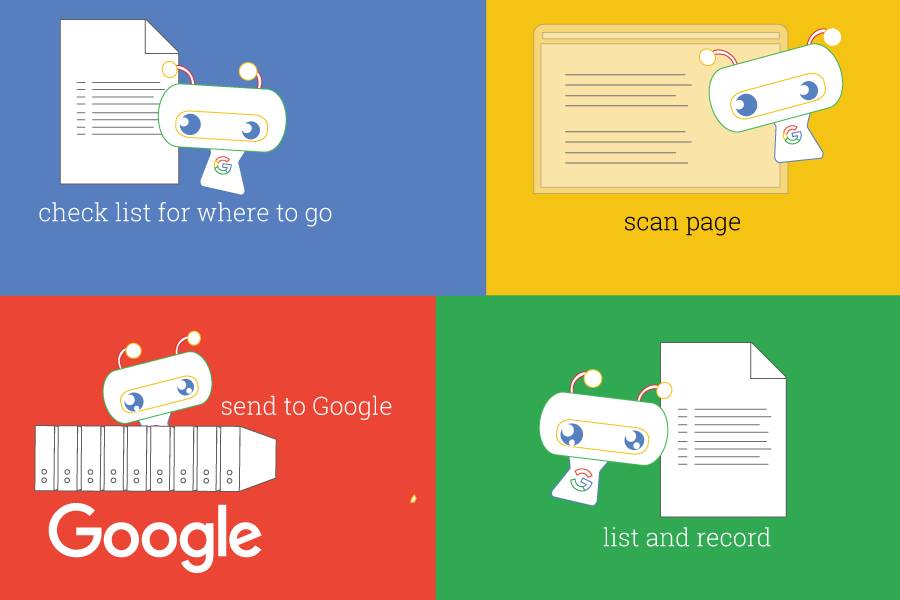 check list for where to go
scan page
send to Google
Google
list and record